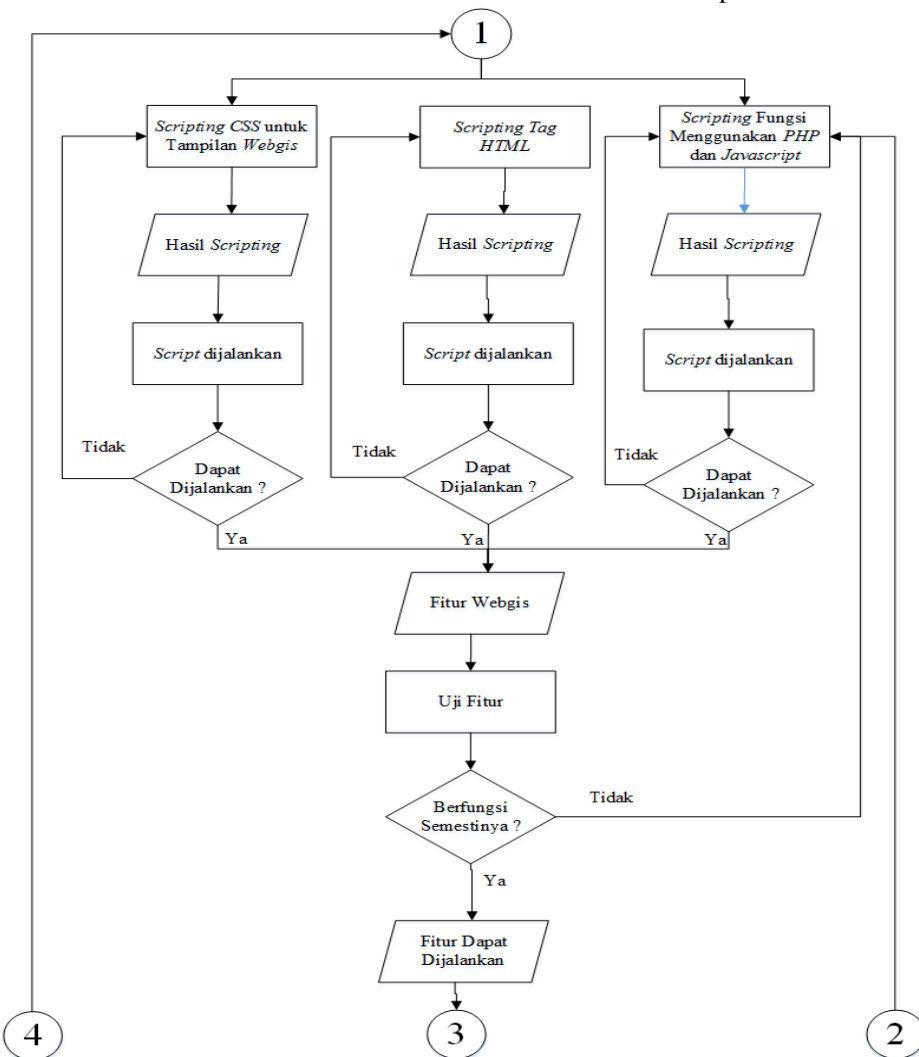 1
Scripting CSS untuk
Tampilan Webgis
Scripting Tag
HTML
Scripting Fungsi
Menggunakan PHP
dan Javascript
Hasil Scripting
Hasil Scripting
Hasil Scripting
Script dijalankan
Script dijalankan
Script dijalankan
Tidak
Dapat
Dijalankan ?
Tidak
Dapat
Dijalankan ?
Tidak
Dapat
Dijalankan ?
Ya
Ya
Ya
Fitur Webgis
Uji Fitur
Berfungsi
Semestinya ?
Tidak
Ya
Fitur Dapat
Dijalankan
4
3
2